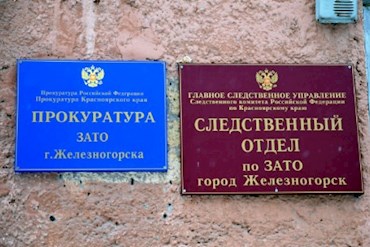 Прокуратура Российской Федерации
Прокуратура Красноярского края
ПРОКУРАТУРА
ЗАТО
г.Железногорска
ГЛАВНОЕ СЛЕДСТВЕННОЕ УПРАВЛЕНИЕ
Следственного комитета Российской Федерации
по Красноярскому краю
СЛЕДСТВЕННЫЙ
ОТДЕЛ
по ЗАТО
город Железногорск